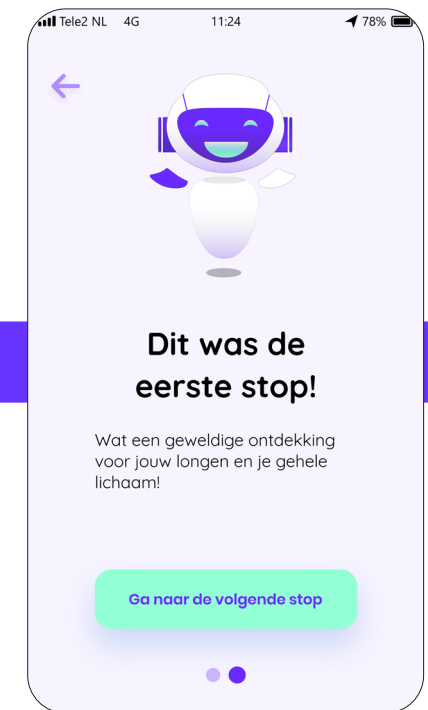 Tele2 NL 4G 11:24 78%
Dit was de
eerste stop!
Wat een geweldige ontdekking
voor jouw longen en je gehele
lichaam!
Ga naar de volgende stop